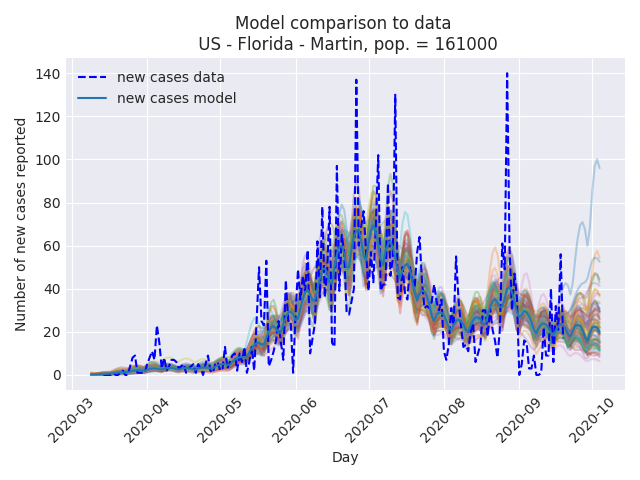 Model comparison to data
US - Florida - Martin, pop. = 161000
new cases data
new cases model
Number of new cases reported
140
120
100
80
60
40
20
0
2020-03
2020-04
2020-05
2020-06
2020-07
2020-08
2020-09
2020-10
Day